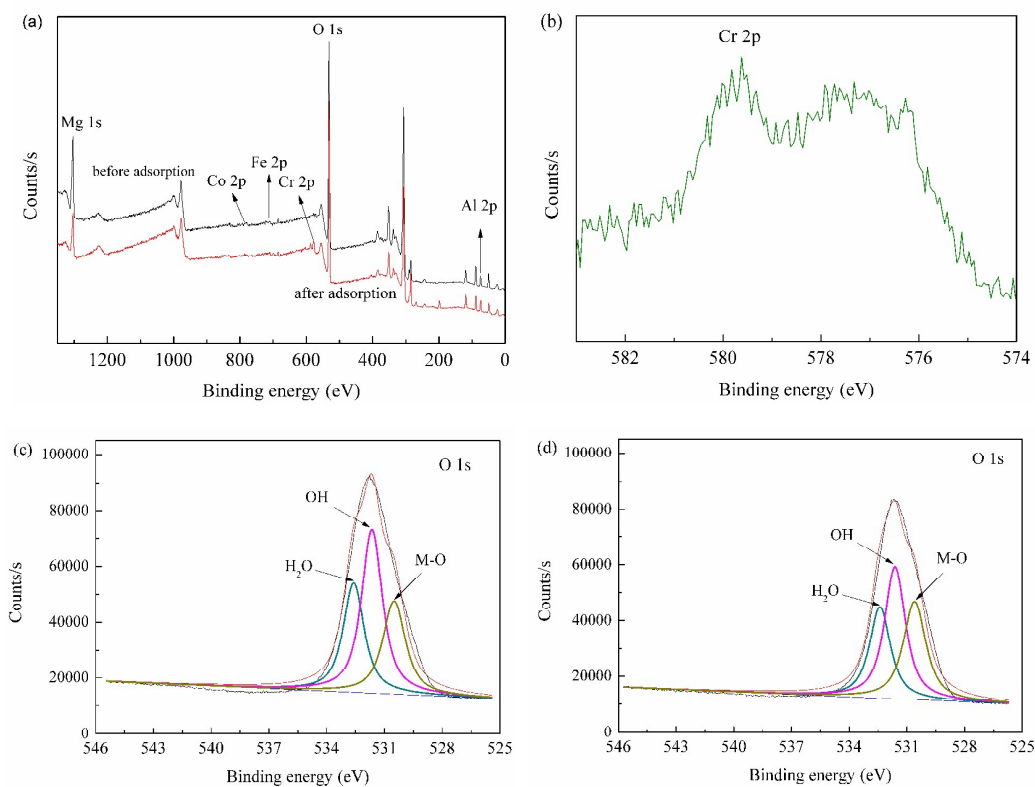 (a)
O 1s
Mg 1s
before adsorption
Co 2p
Fe 2p
Cr 2p
Al 2p
after adsorption
Counts/s
1200 1000 800 600 400 200 0
Binding energy (eV)
(b)
Cr 2p
Counts/s
582 580 578 576 574
Binding energy (eV)
(c)
O 1s
100000
80000
60000
40000
20000
0
OH
H₂O
M-O
Counts/s
546 543 540 537 534 531 528 525
Binding energy (eV)
(d)
O 1s
100000
80000
60000
40000
20000
0
OH
H₂O
M-O
Counts/s
546 543 540 537 534 531 528 525
Binding energy (eV)